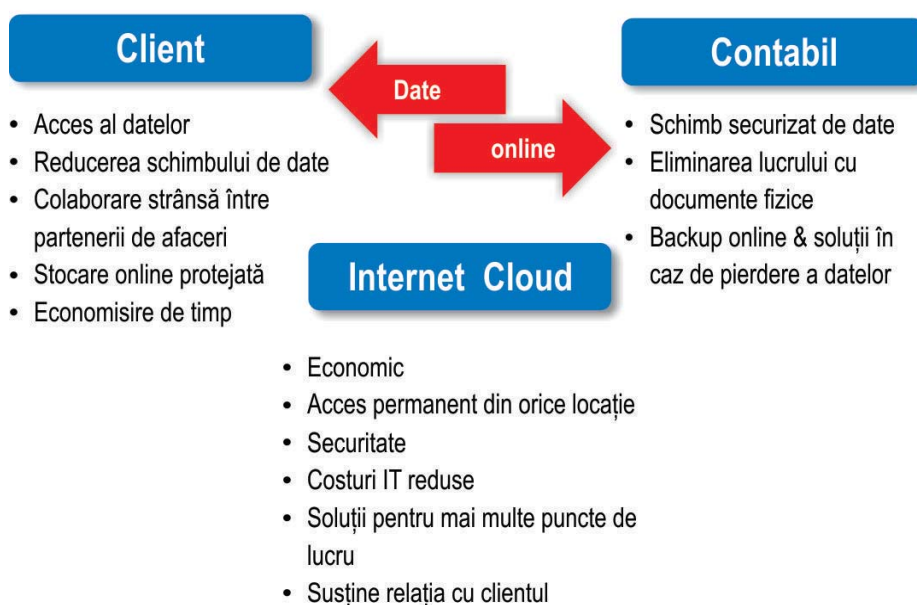 Client
Date
online
Contabil
• Acces al datelor
• Reducerea schimbului de date
• Colaborare strânsă între
partenerii de afaceri
• Stocare online protejată
• Economisire de timp
• Schimb securizat de date
• Eliminarea lucrului cu
documente fizice
• Backup online & soluții în
caz de pierdere a datelor
Internet Cloud
• Economic
• Acces permanent din orice locație
• Securitate
• Costuri IT reduse
• Soluții pentru mai multe puncte de
lucru
• Susține relația cu clientul